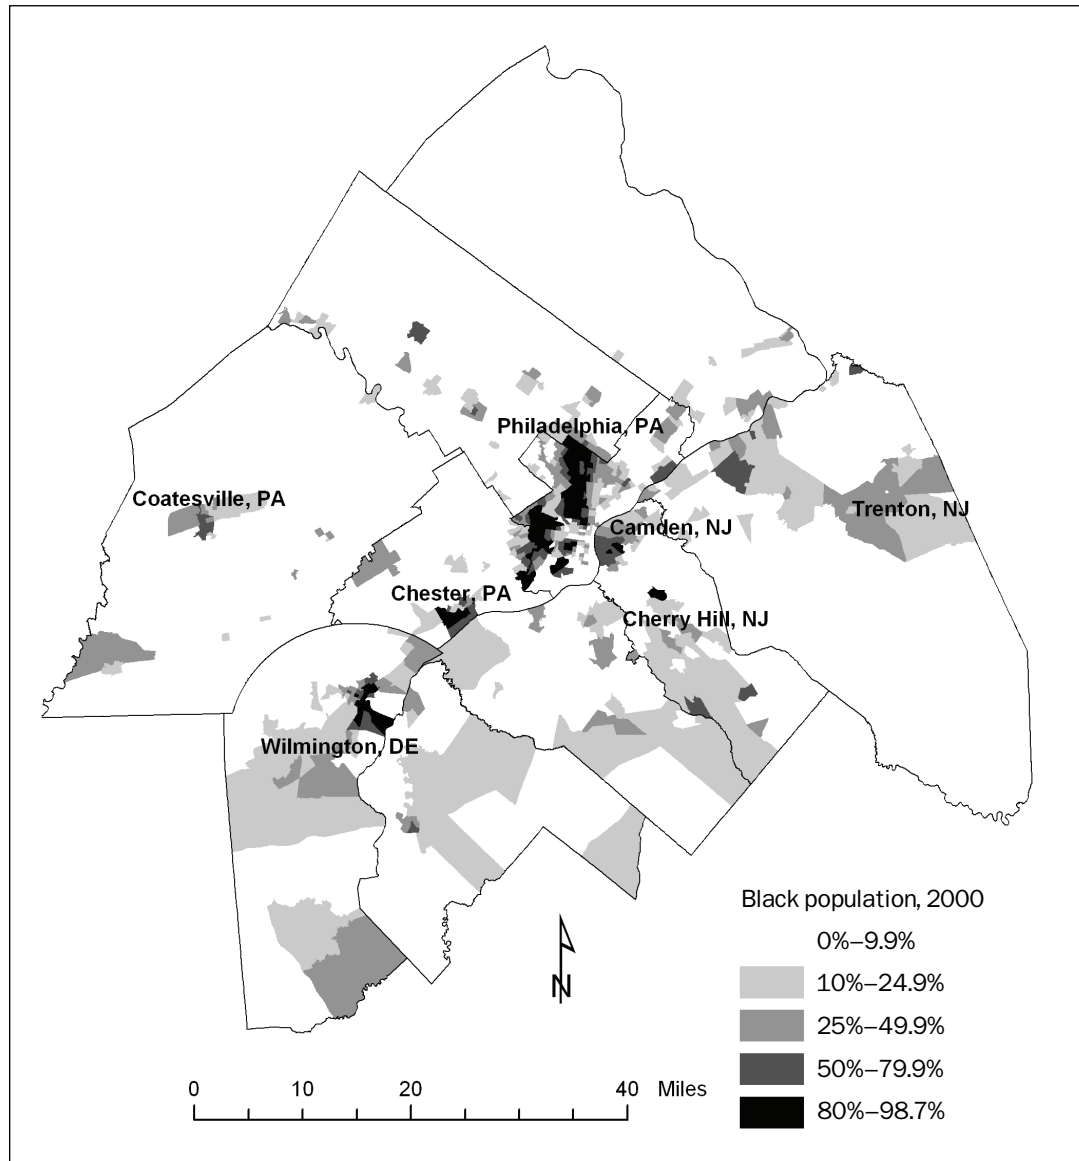 Philadelphia, PA
Coatesville, PA
Trenton, NJ
Camden, NJ
Chester, PA
Cherry Hill, NJ
Wilmington, DE
Black population, 2000
0%–9.9%
10%–24.9%
25%–49.9%
50%–79.9%
80%–98.7%
N
0 10 20 40 Miles